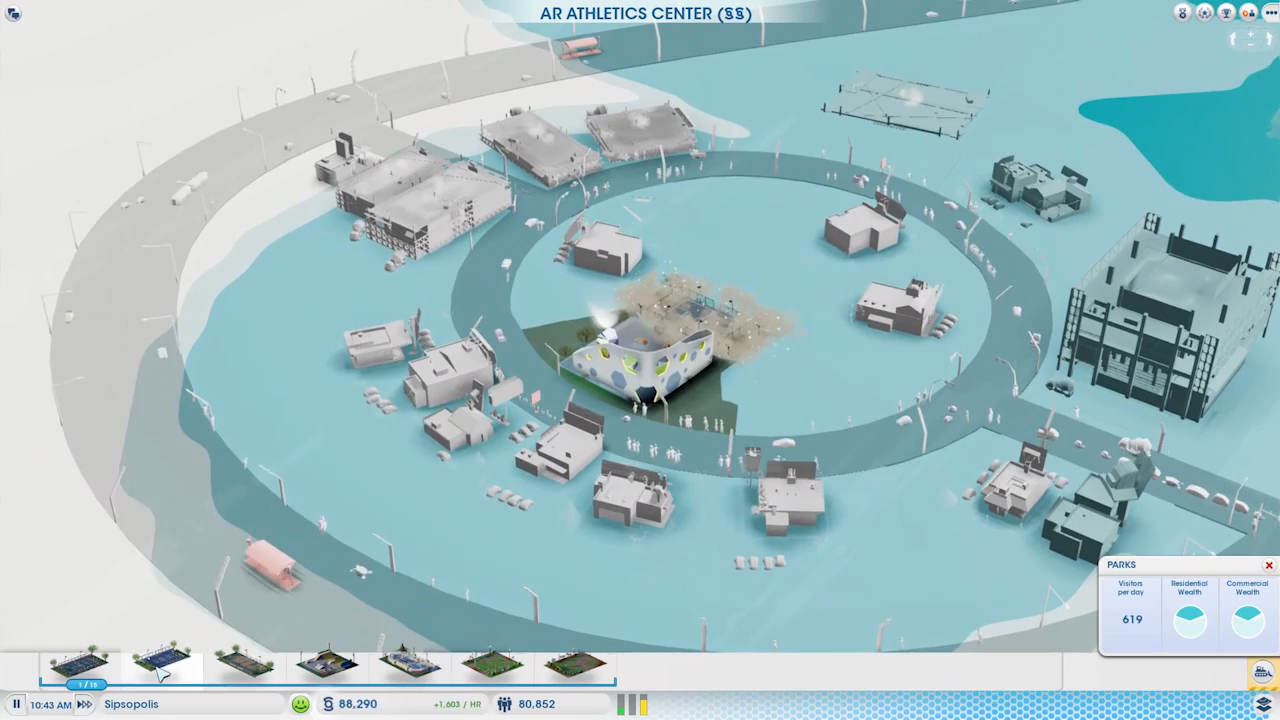 AR ATHLETICS CENTER (§§)
PARKS
Visitors per day
Residential Wealth
Commercial Wealth
619
1 / 15
10:43 AM
Sipsopolis
88,290
+1,603 / HR
80,852